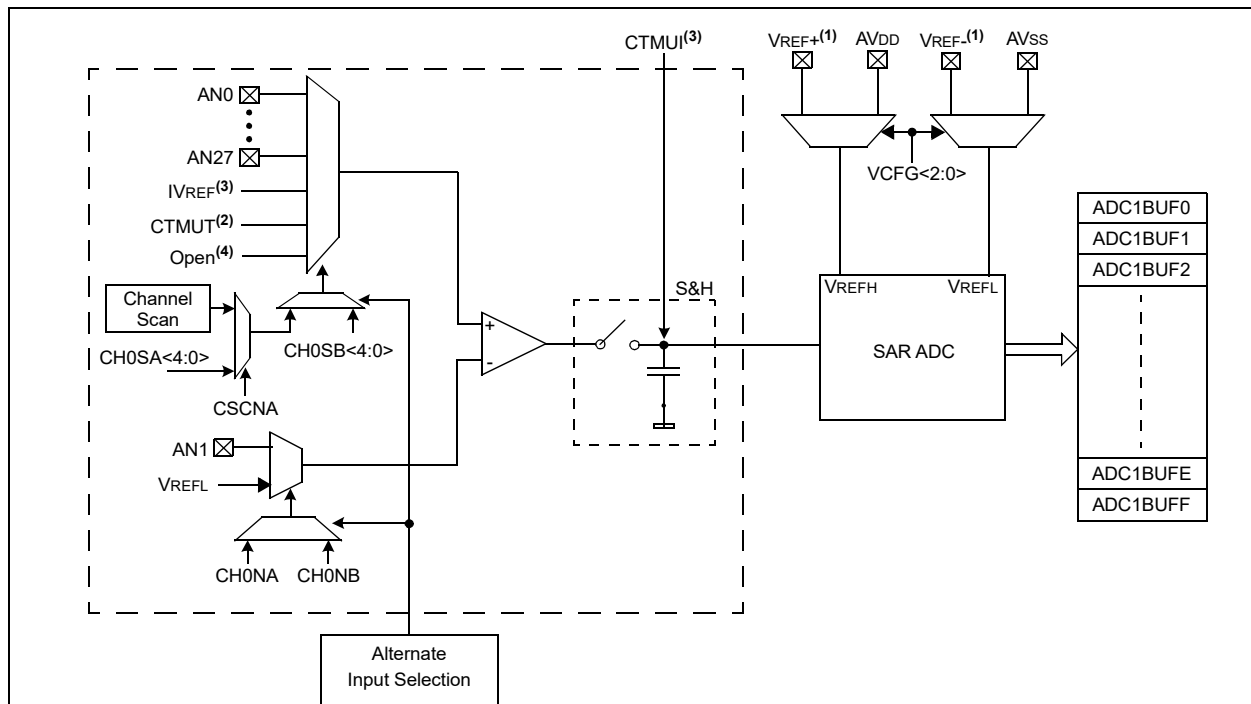 CTMUI(3)
VREF+(1)
AVDD
VREF-(1)
AVSS
AN0
AN27
IVREF(3)
CTMUT(2)
Open(4)
VCFG<2:0>
Channel
Scan
CH0SA<4:0>
CH0SB<4:0>
CSCNA
+
-
S&H
VREFH
VREFL
SAR ADC
ADC1BUF0
ADC1BUF1
ADC1BUF2
ADC1BUFE
ADC1BUFF
AN1
VREFL
CH0NA
CH0NB
Alternate
Input Selection